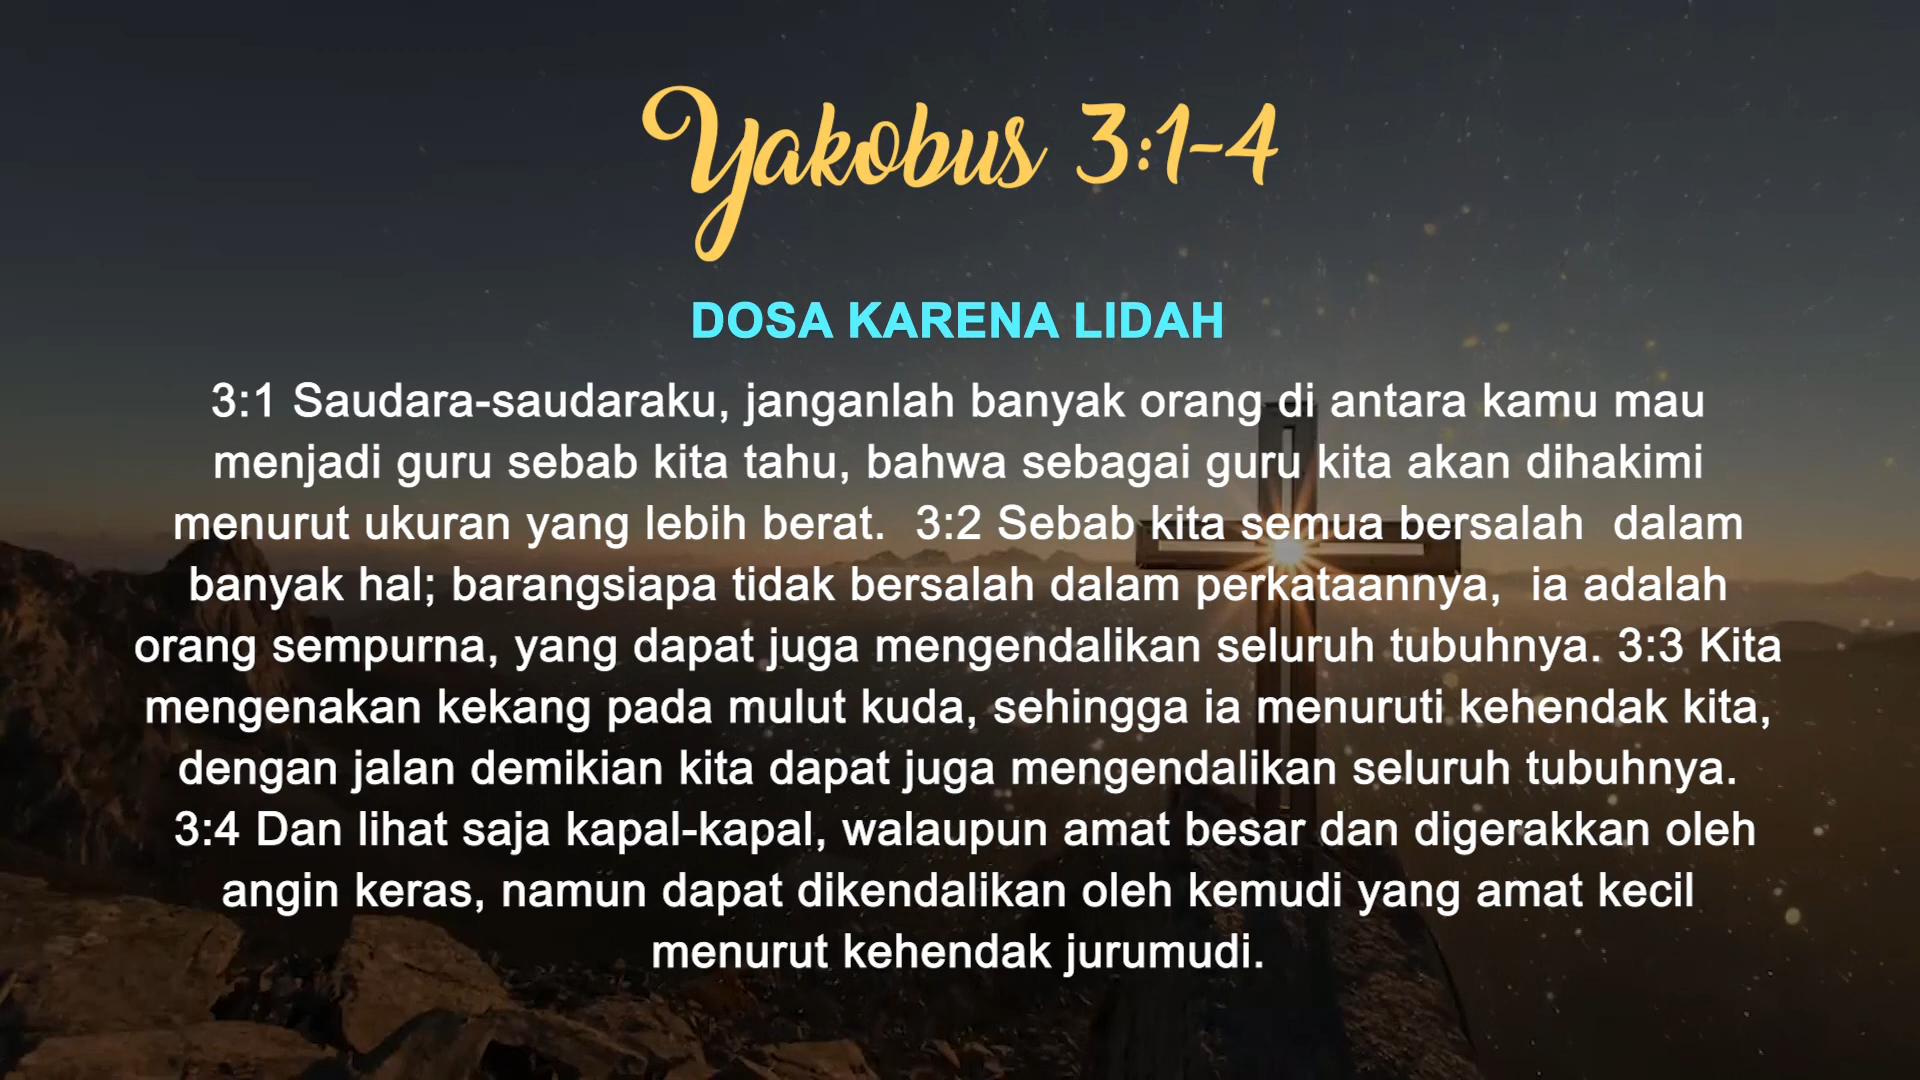 Yakobus 3:1-4
DOSA KARENA LIDAH
3:1 Saudara-saudaraku, janganlah banyak orang di antara kamu mau
menjadi guru sebab kita tahu, bahwa sebagai guru kita akan dihakimi
menurut ukuran yang lebih berat.  3:2 Sebab kita semua bersalah  dalam
banyak hal; barangsiapa tidak bersalah dalam perkataannya,  ia adalah
orang sempurna, yang dapat juga mengendalikan seluruh tubuhnya. 3:3 Kita
mengenakan kekang pada mulut kuda, sehingga ia menuruti kehendak kita,
dengan jalan demikian kita dapat juga mengendalikan seluruh tubuhnya.
3:4 Dan lihat saja kapal-kapal, walaupun amat besar dan digerakkan oleh
angin keras, namun dapat dikendalikan oleh kemudi yang amat kecil
menurut kehendak jurumudi.